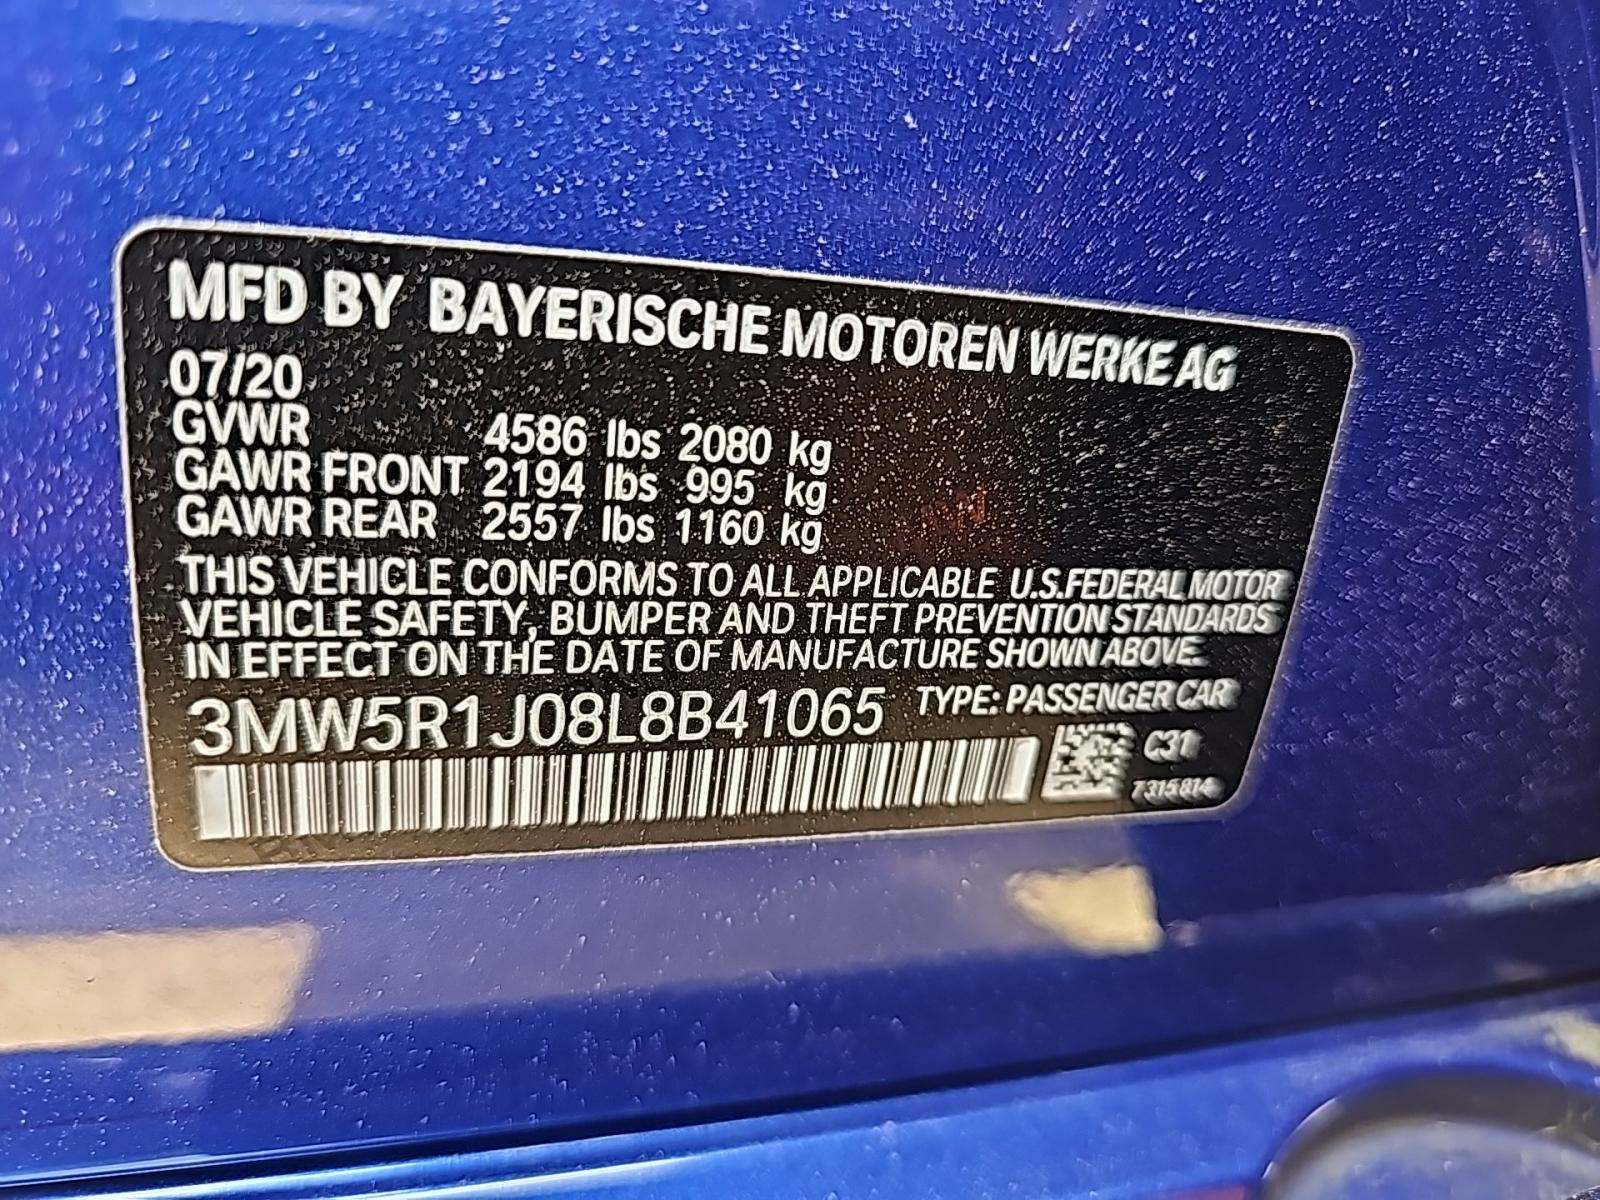 MFD BY BAYERISCHE MOTOREN WERKE AG
07/20
GVWR 4586 lbs 2080 kg
GAWR FRONT 2194 lbs 995 kg
GAWR REAR 2557 lbs 1160 kg
THIS VEHICLE CONFORMS TO ALL APPLICABLE U.S.FEDERAL MOTOR
VEHICLE SAFETY, BUMPER AND THEFT PREVENTION STANDARDS
IN EFFECT ON THE DATE OF MANUFACTURE SHOWN ABOVE.
3MW5R1J08L8B41065 TYPE: PASSENGER CAR
C31
7315814